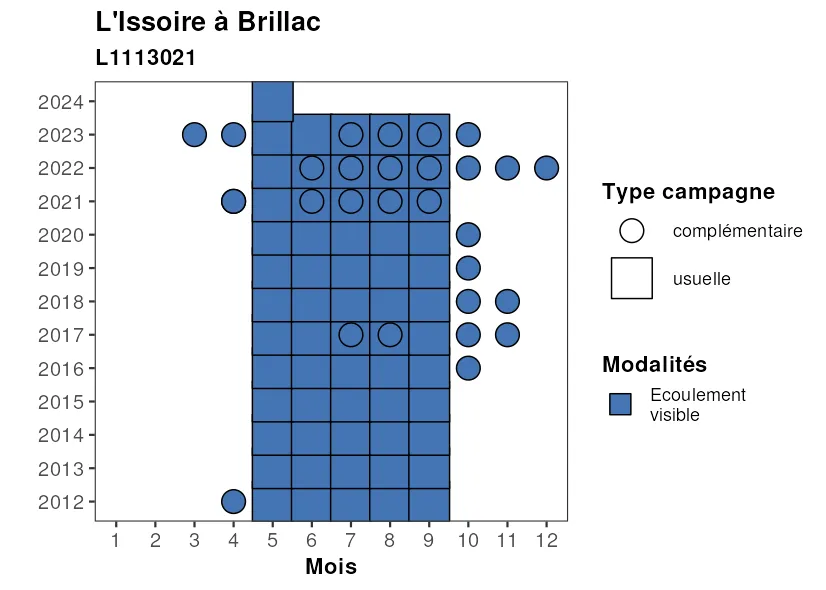 L'Issoire à Brillac
L1113021
2024
2023
2022
2021
2020
2019
2018
2017
2016
2015
2014
2013
2012
1 2 3 4 5 6 7 8 9 10 11 12
Mois
Type campagne
complémentaire
usuelle
Modalités
Ecoulement
visible